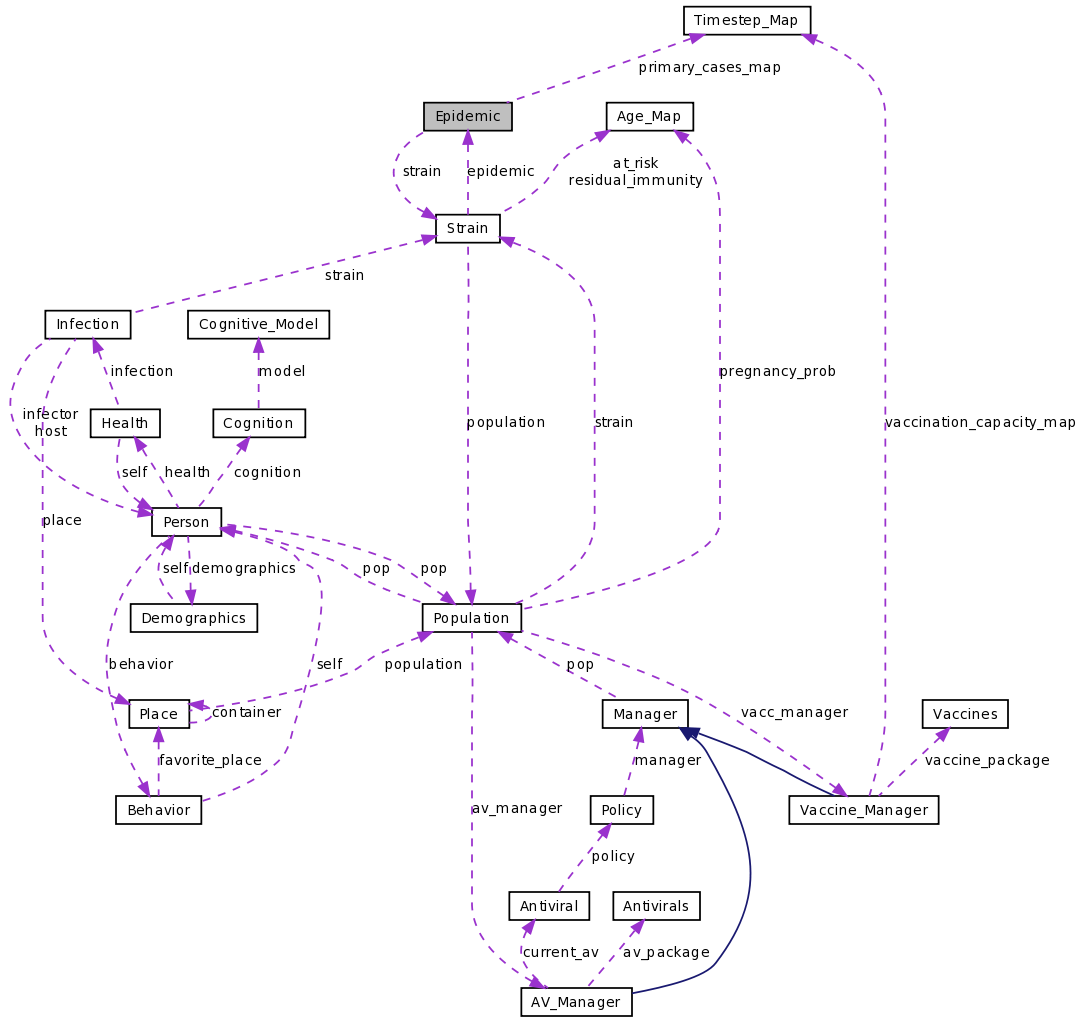 Timestep_Map
primary_cases_map
Epidemic
Age_Map
strain
epidemic
at_risk
residual_immunity
Strain
strain
Infection
Cognitive_Model
infection
model
pregnancy_prob
infector
host
Health
Cognition
population
strain
vaccination_capacity_map
self
health
cognition
place
Person
self
demographics
pop
pop
Demographics
Population
behavior
self
population
Place
container
Manager
pop
vacc_manager
Vaccines
favorite_place
manager
vaccine_package
Behavior
av_manager
Policy
Vaccine_Manager
policy
Antiviral
Antivirals
current_av
av_package
AV_Manager